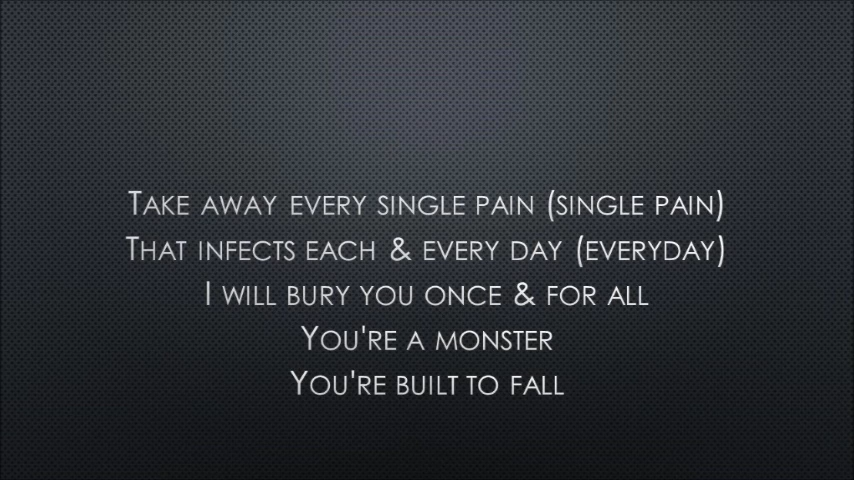 Take away every single pain (single pain)
That infects each & every day (everyday)
I will bury you once & for all
You're a monster
You're built to fall